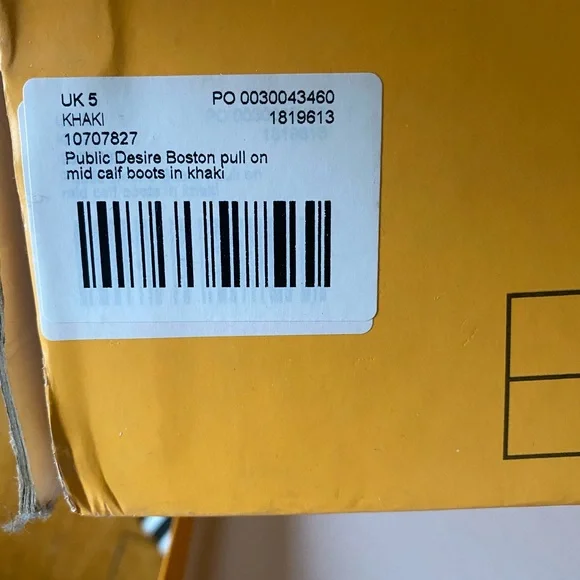 UK 5 PO 0030043460
KHAKI 1819613
10707827
Public Desire Boston pull on
mid calf boots in khaki